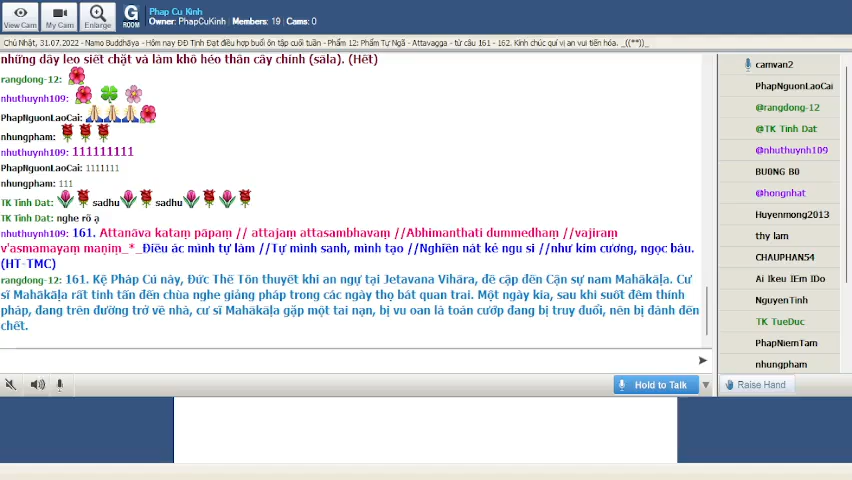 Phap Cu Kinh
Owner: PhapCuKinh | Members: 19 | Cams: 0
View Cam
My Cam
Enlarge
G
ROOM
Chủ Nhật, 31.07.2022 - Namo Buddhāya - Hôm nay ĐĐ Tịnh Đạt điều hợp buổi ôn tập cuối tuần - Phẩm 12: Phẩm Tự Ngã - Attavagga - từ câu 161 - 162. Kính chúc quí vị an vui tiến hóa. _((**))_
những dây leo siết chặt và làm khô héo thân cây chính (sāla). (Hết)
rangdong-12:
nhuthuynh109:
PhapNguonLaoCai:
nhungpham:
nhuthuynh109: 111111111
PhapNguonLaoCai: 1111111
nhungpham: 111
TK Tinh Dat: sadhu sadhu
TK Tinh Dat: nghe rõ ạ
nhuthuynh109: 161. Attanāva kataṃ pāpaṃ // attajaṃ attasambhavaṃ //Abhimanthati dummedhaṃ //vajiraṃ
v'asmamayaṃ maṇiṃ_*_Điều ác mình tự làm //Tự mình sanh, mình tạo //Nghiền nát kẻ ngu si //như kim cương, ngọc báu.
(HT-TMC)
rangdong-12: 161. Kệ Pháp Cú này, Đức Thế Tôn thuyết khi an ngự tại Jetavana Vihāra, đề cập đến Cận sự nam Mahākāḷa. Cư
sĩ Mahākāḷa rất tinh tấn đến chùa nghe giảng pháp trong các ngày thọ bát quan trai. Một ngày kia, sau khi suốt đêm thính
pháp, đang trên đường trở về nhà, cư sĩ Mahākāḷa gặp một tai nạn, bị vu oan là toán cướp đang bị truy đuổi, nên bị đánh đến
chết.
Hold to Talk
camvan2
PhapNguonLaoCai
@rangdong-12
@TK Tinh Dat
@nhuthuynh109
BU0NG B0
@hongnhat
Huyenmong2013
thy lam
CHAUPHAN54
Ai lkeu IEm IDo
NguyenTinh
TK TueDuc
PhapNiemTam
nhungpham
Raise Hand